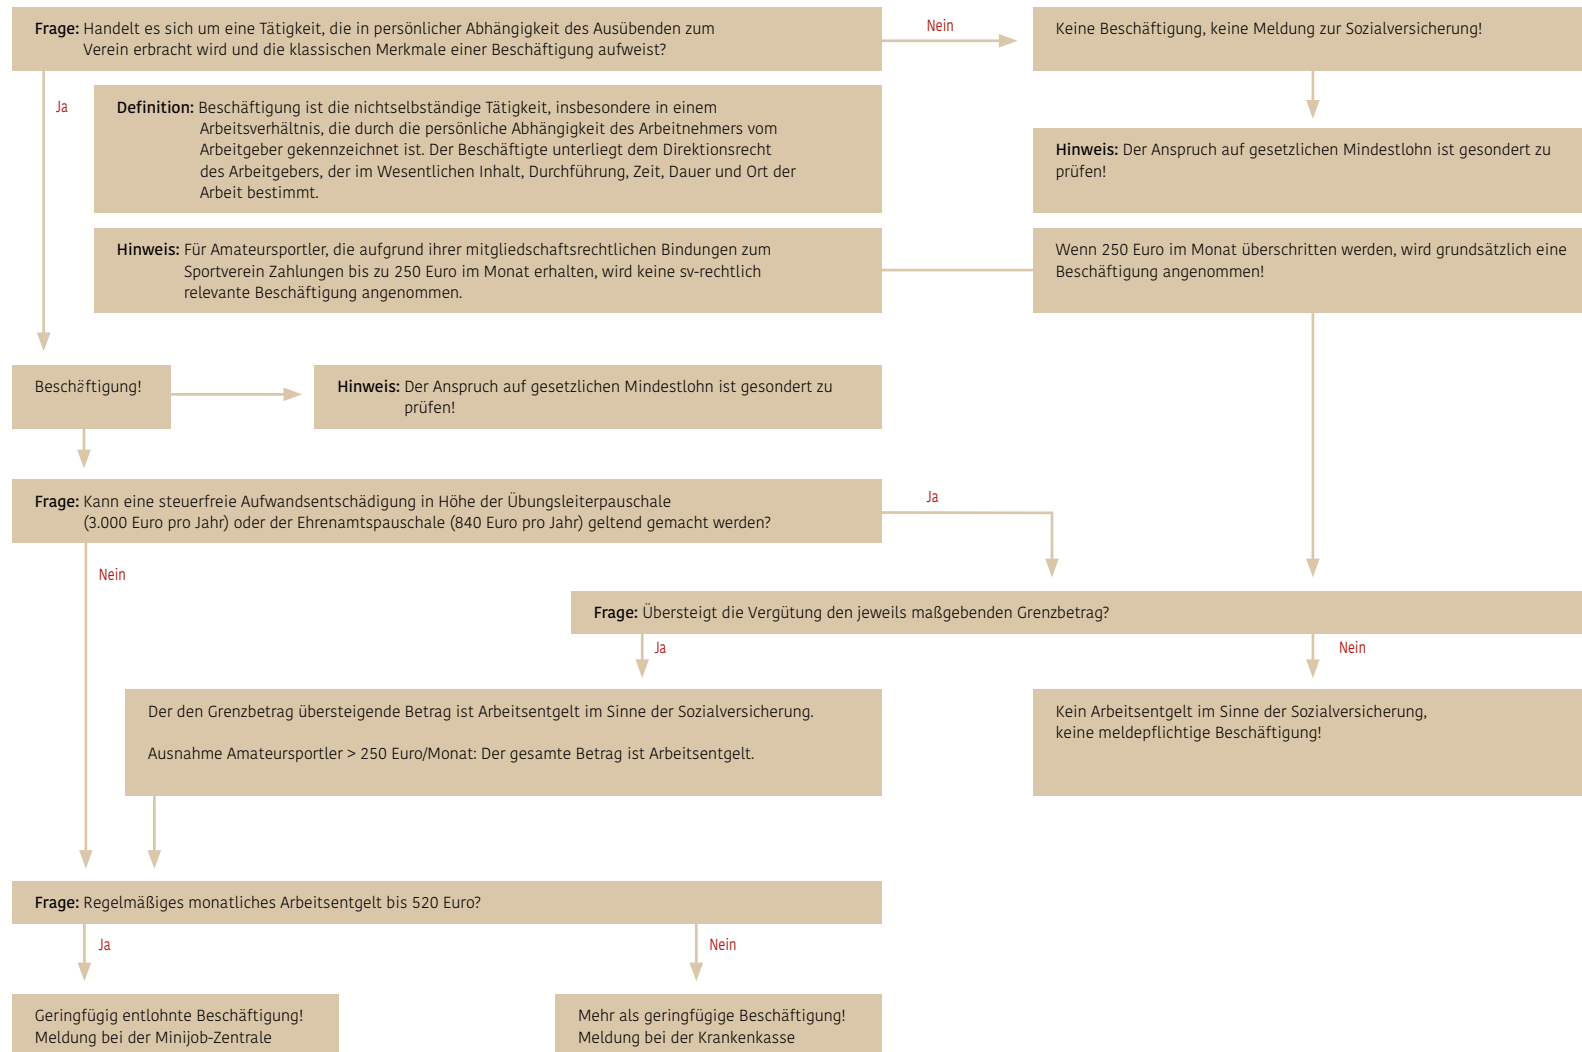 Frage: Handelt es sich um eine Tätigkeit, die in persönlicher Abhängigkeit des Ausübenden zum
Verein erbracht wird und die klassischen Merkmale einer Beschäftigung aufweist?
Nein
Keine Beschäftigung, keine Meldung zur Sozialversicherung!
Ja
Definition: Beschäftigung ist die nichtselbständige Tätigkeit, insbesondere in einem
Arbeitsverhältnis, die durch die persönliche Abhängigkeit des Arbeitnehmers vom
Arbeitgeber gekennzeichnet ist. Der Beschäftigte unterliegt dem Direktionsrecht
des Arbeitgebers, der im Wesentlichen Inhalt, Durchführung, Zeit, Dauer und Ort der
Arbeit bestimmt.
Hinweis: Der Anspruch auf gesetzlichen Mindestlohn ist gesondert zu
prüfen!
Hinweis: Für Amateursportler, die aufgrund ihrer mitgliedschaftsrechtlichen Bindungen zum
Sportverein Zahlungen bis zu 250 Euro im Monat erhalten, wird keine sv-rechtlich
relevante Beschäftigung angenommen.
Wenn 250 Euro im Monat überschritten werden, wird grundsätzlich eine
Beschäftigung angenommen!
Beschäftigung!
Hinweis: Der Anspruch auf gesetzlichen Mindestlohn ist gesondert zu
prüfen!
Frage: Kann eine steuerfreie Aufwandsentschädigung in Höhe der Übungsleiterpauschale
(3.000 Euro pro Jahr) oder der Ehrenamtspauschale (840 Euro pro Jahr) geltend gemacht werden?
Ja
Nein
Frage: Übersteigt die Vergütung den jeweils maßgebenden Grenzbetrag?
Ja
Nein
Der den Grenzbetrag übersteigende Betrag ist Arbeitsentgelt im Sinne der Sozialversicherung.
Ausnahme Amateursportler > 250 Euro/Monat: Der gesamte Betrag ist Arbeitsentgelt.
Kein Arbeitsentgelt im Sinne der Sozialversicherung,
keine meldepflichtige Beschäftigung!
Frage: Regelmäßiges monatliches Arbeitsentgelt bis 520 Euro?
Ja
Nein
Geringfügig entlohnte Beschäftigung!
Meldung bei der Minijob-Zentrale
Mehr als geringfügige Beschäftigung!
Meldung bei der Krankenkasse